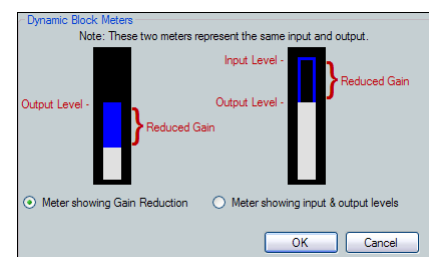 Dynamic Block Meters
Note: These two meters represent the same input and output.
Input Level -
Reduced Gain
Output Level -
Output Level -
Reduced Gain
Meter showing Gain Reduction
Meter showing input & output levels
OK
Cancel